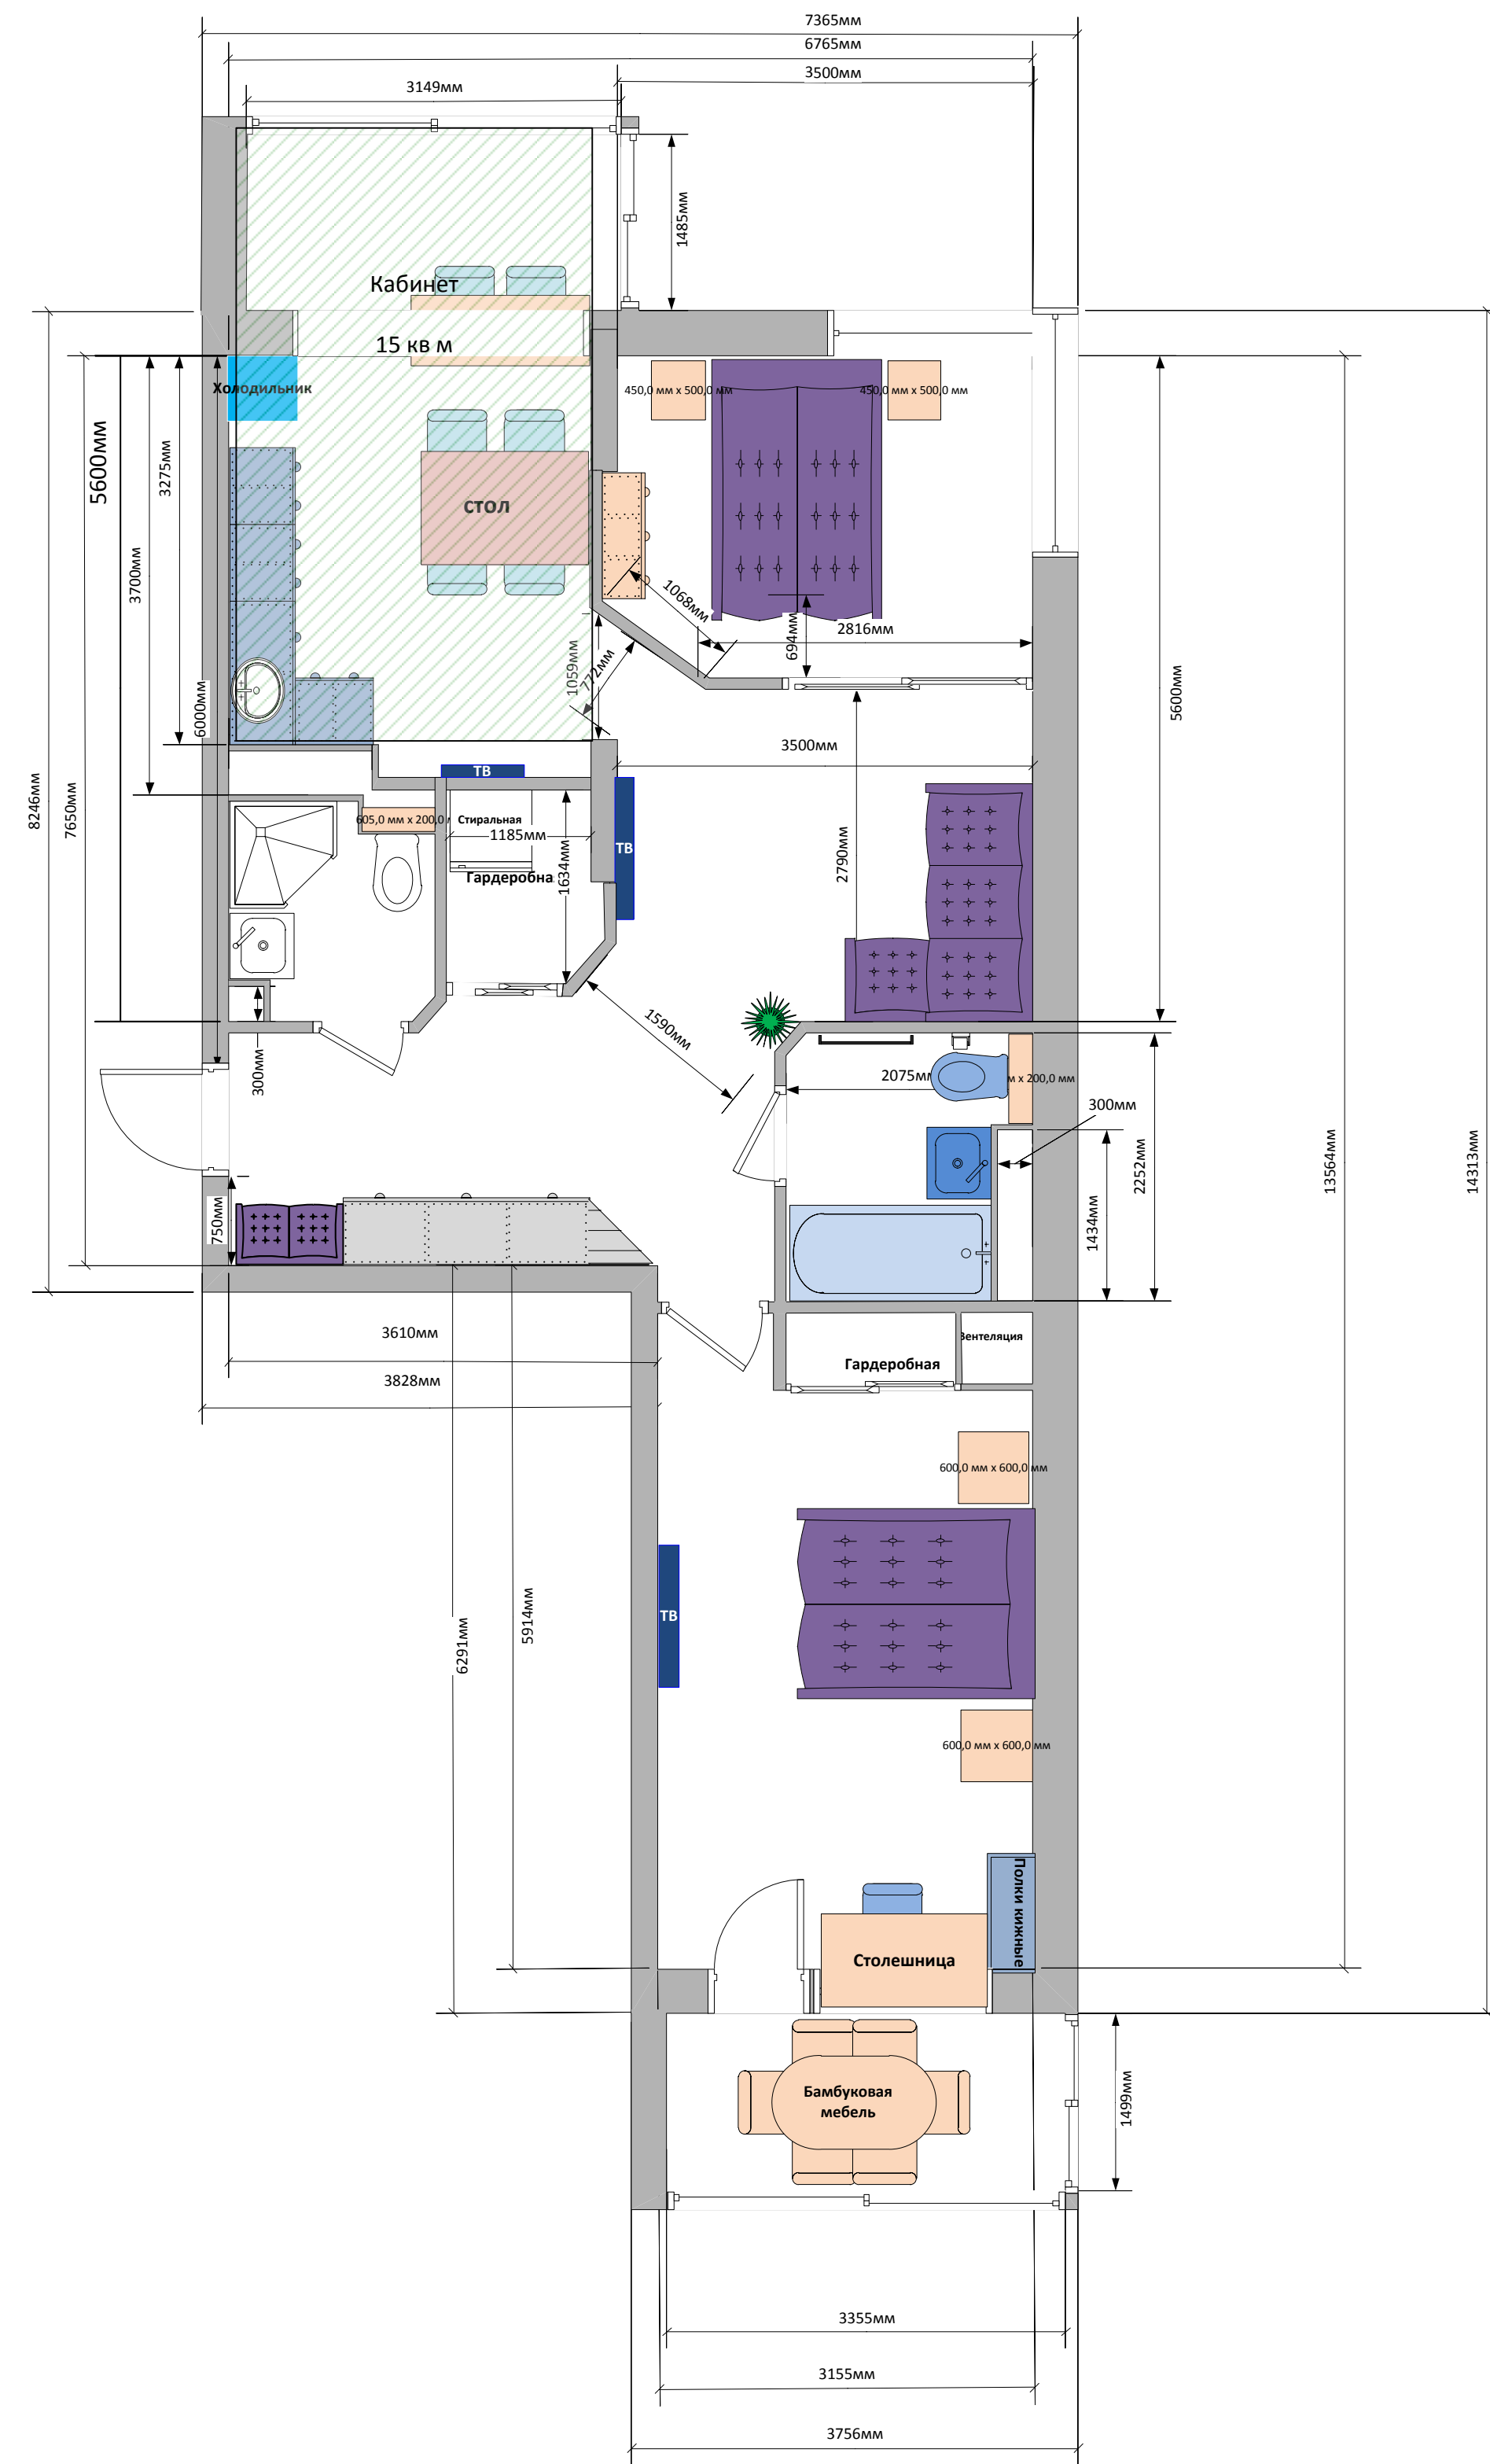 7365мм
6765мм
3500мм
3149мм
1485мм
Кабинет
15 кв м
Холодильник
450,0 мм x 500,0 мм
450,0 мм x 500,0 мм
5600мм
3275мм
3700мм
стол
1068мм
694мм
2816мм
1059мм
772мм
6000мм
5600мм
3500мм
8246мм
7650мм
ТВ
605,0 мм x 200,0
Стиральная
1185мм
1634мм
ТВ
2790мм
Гардеробна
1590мм
300мм
2075мм
м x 200,0 мм
300мм
2252мм
1434мм
13564мм
14313мм
750мм
3610мм
3828мм
Вентеляция
Гардеробная
600,0 мм x 600,0 мм
ТВ
5914мм
6291мм
600,0 мм x 600,0 мм
Полки кижные
Столешница
Бамбуковая
мебель
1499мм
3355мм
3155мм
3756мм